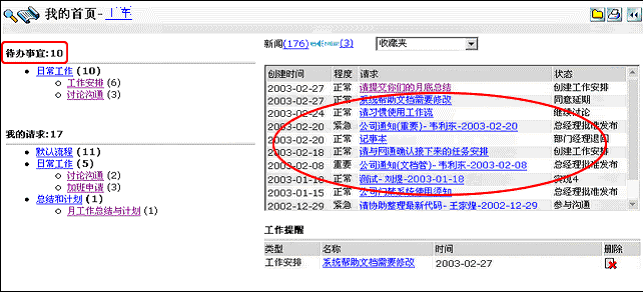 我的首页-
待办事宜:10
日常工作 (10)
工作安排 (6)
讨论沟通 (3)
我的请求:17
默认流程 (11)
日常工作 (5)
讨论沟通 (2)
加班申请 (3)
总结和计划 (1)
月工作总结与计划 (1)
新闻(176) (3) 收藏夹
创建时间 程度 请求 状态
2003-02-27 正常 请提交你们的月底总结 创建工作安排
2003-02-27 正常 系统帮助文档需要修改 同意延期
2003-02-24 正常 请习惯使用工作流 继续讨论
2003-02-20 紧急 公司通知(重要)-韦利东-2003-02-20 总经理批准发布
2003-02-20 正常 记事本 部门经理退回
2003-02-18 正常 请与网通确认接下来的任务安排 创建工作安排
2003-02-08 重要 公司通知(文档管)-韦利东-2003-02-08 总经理批准发布
2003-01-18 正常 测试-刘煜-2003-01-18 实现4
2003-01-15 正常 公司门禁系统使用须知 总经理批准发布
2002-12-29 紧急 请协助整理最新代码-王宗煌-2002-12-29 参与沟通
工作提醒
类型 名称 时间 删除
工作安排 系统帮助文档需要修改 2003-02-27